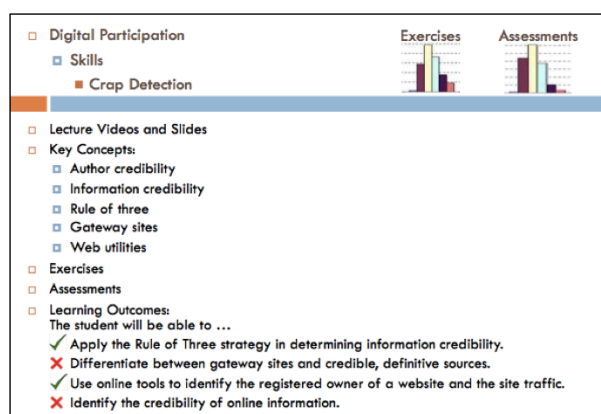 Digital Participation
Exercises
Assessments
Skills
Crap Detection
Lecture Videos and Slides
Key Concepts:
Author credibility
Information credibility
Rule of three
Gateway sites
Web utilities
Exercises
Assessments
Learning Outcomes:
The student will be able to ...
Apply the Rule of Three strategy in determining information credibility.
Differentiate between gateway sites and credible, definitive sources.
Use online tools to identify the registered owner of a website and the site traffic.
Identify the credibility of online information.